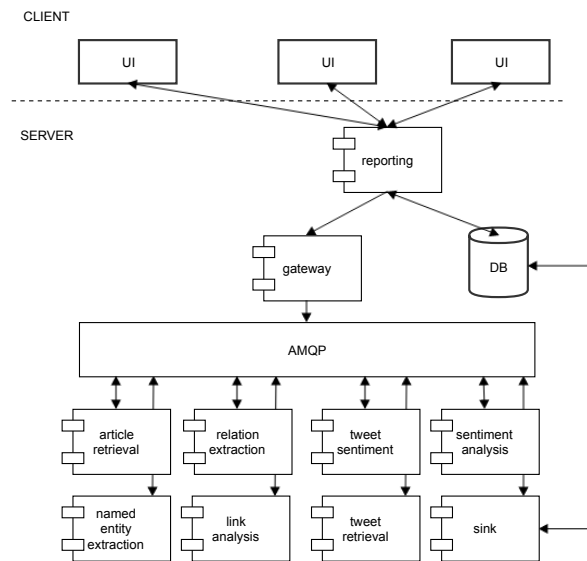 CLIENT
UI
UI
UI
SERVER
reporting
gateway
DB
AMQP
article
retrieval
relation
extraction
tweet
sentiment
sentiment
analysis
named
entity
extraction
link
analysis
tweet
retrieval
sink